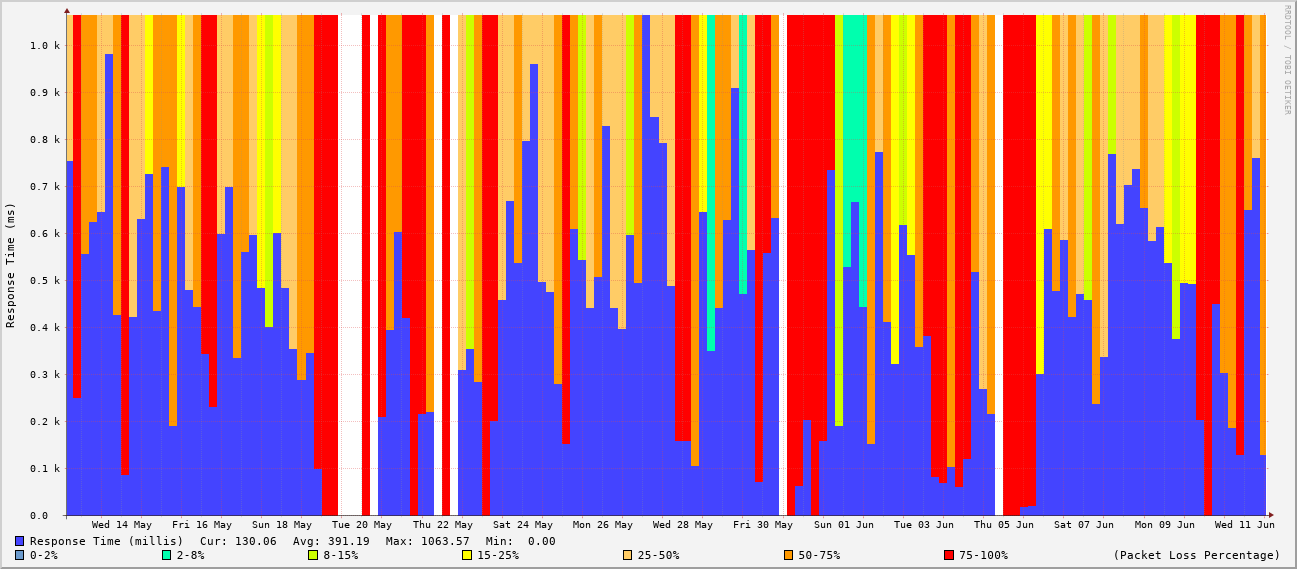 RRDTOOL / TOBI OETIKER
Response Time (ms)
1.0 k
0.9 k
0.8 k
0.7 k
0.6 k
0.5 k
0.4 k
0.3 k
0.2 k
0.1 k
0.0
Wed 14 May Fri 16 May Sun 18 May Tue 20 May Thu 22 May Sat 24 May Mon 26 May Wed 28 May Fri 30 May Sun 01 Jun Tue 03 Jun Thu 05 Jun Sat 07 Jun Mon 09 Jun Wed 11 Jun
Response Time (millis) Cur: 130.06 Avg: 391.19 Max: 1063.57 Min: 0.00
0-2% 2-8% 8-15% 15-25% 25-50% 50-75% 75-100% (Packet Loss Percentage)